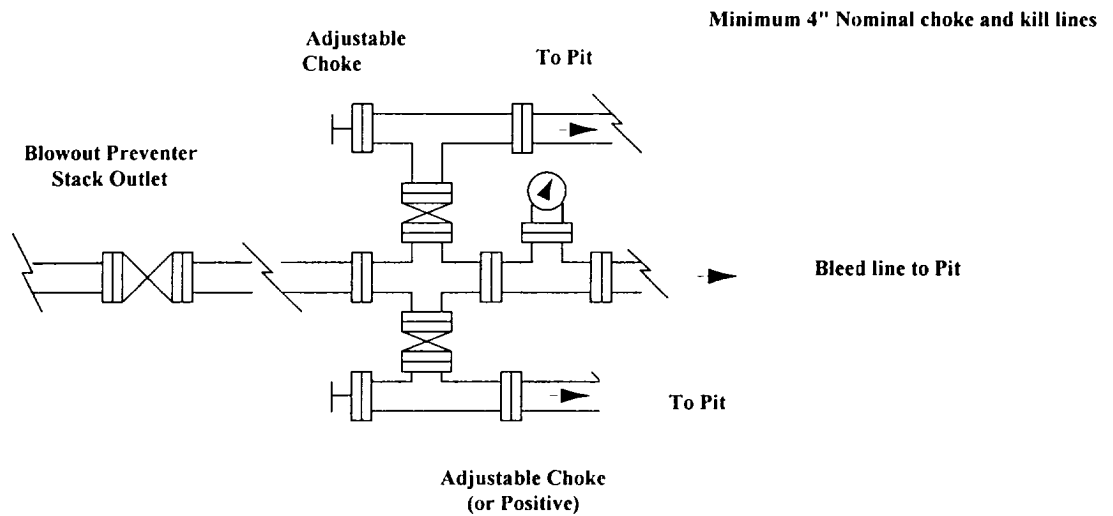 Minimum 4" Nominal choke and kill lines
Adjustable
Choke
To Pit
Blowout Preventer
Stack Outlet
Bleed line to Pit
To Pit
Adjustable Choke
(or Positive)